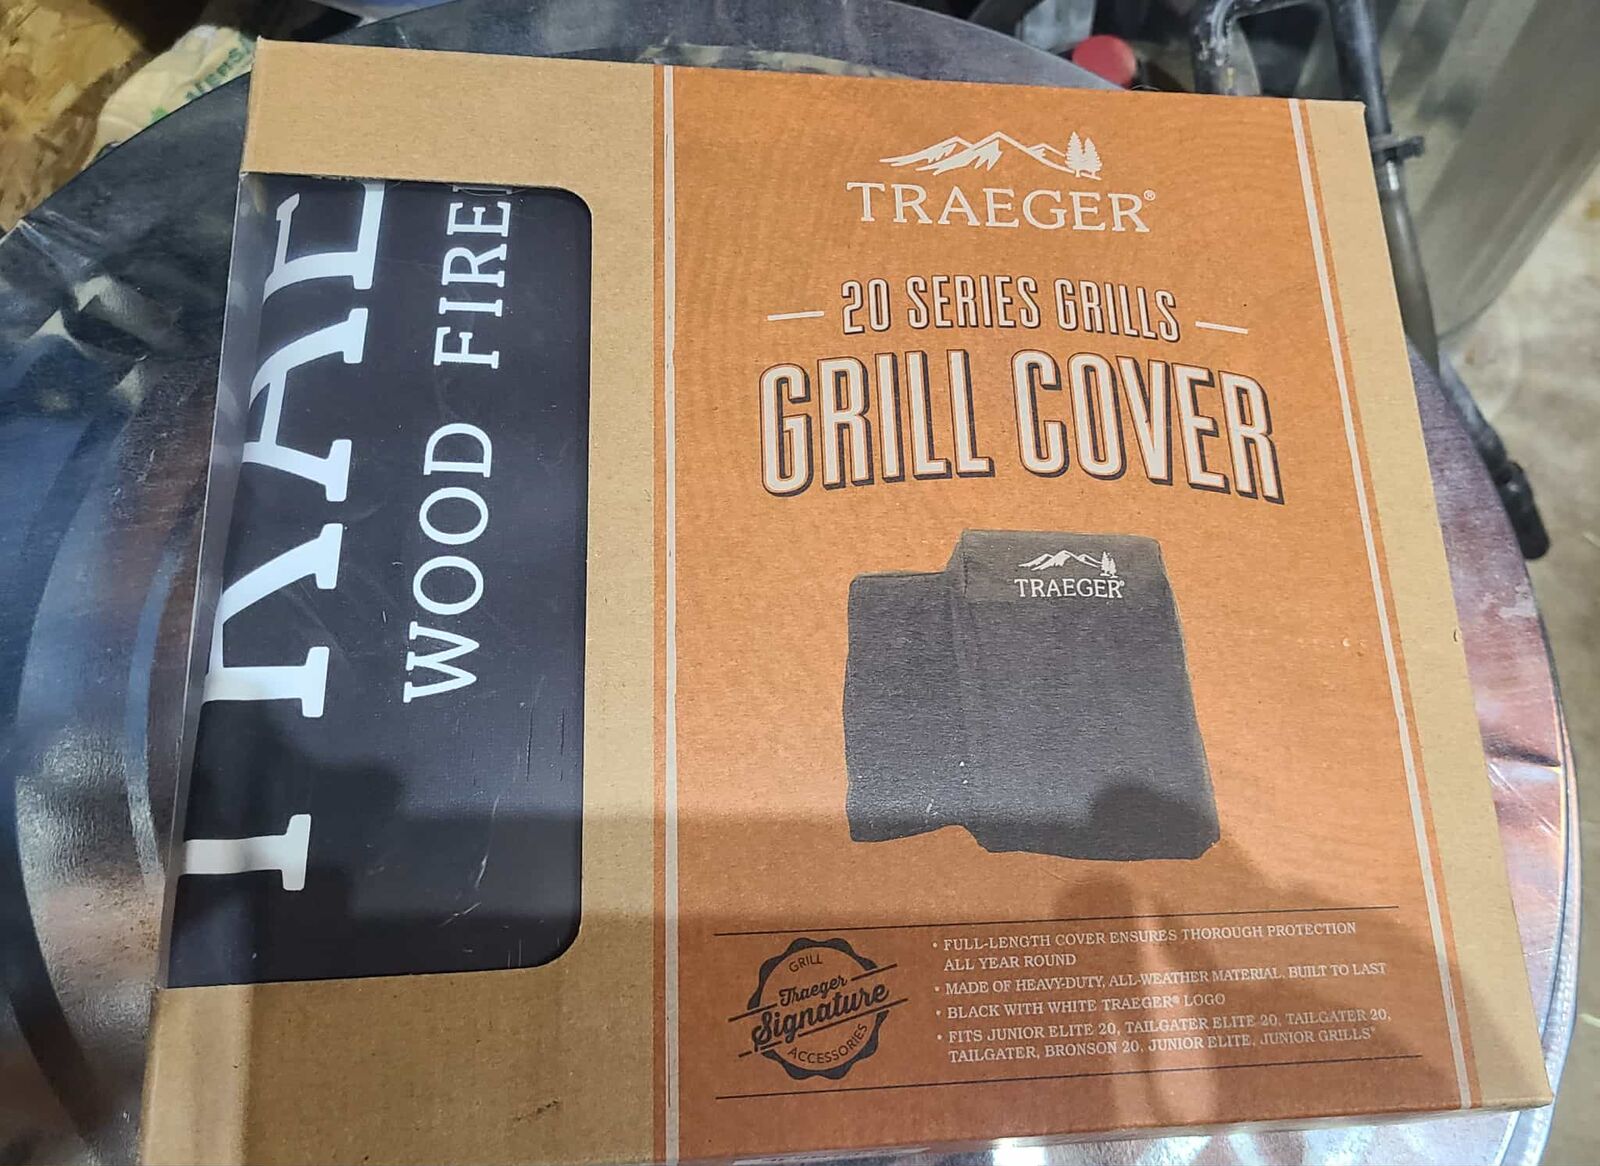 TRAE
WOOD FIRE
TRAEGER®
20 SERIES GRILLS
GRILL COVER
TRAEGER®
GRILL
Traeger
Signature
ACCESSORIES
• FULL-LENGTH COVER ENSURES THOROUGH PROTECTION
ALL YEAR ROUND
• MADE OF HEAVY-DUTY, ALL-WEATHER MATERIAL, BUILT TO LAST
• BLACK WITH WHITE TRAEGER® LOGO
• FITS JUNIOR ELITE 20, TAILGATER ELITE 20, TAILGATER 20,
TAILGATER, BRONSON 20, JUNIOR ELITE, JUNIOR GRILLS*